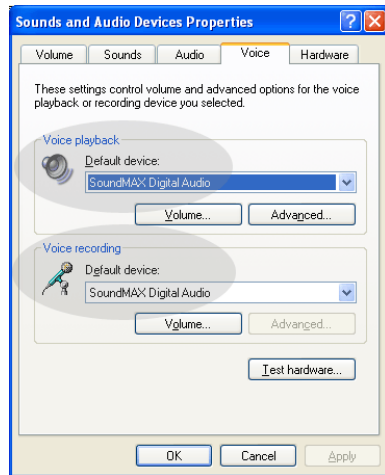 Sounds and Audio Devices Properties
Volume Sounds Audio Voice Hardware
These settings control volume and advanced options for the voice
playback or recording device you selected.
Voice playback
Default device:
SoundMAX Digital Audio
Volume... Advanced...
Voice recording
Default device:
SoundMAX Digital Audio
Volume... Advanced...
Test hardware...
OK Cancel Apply